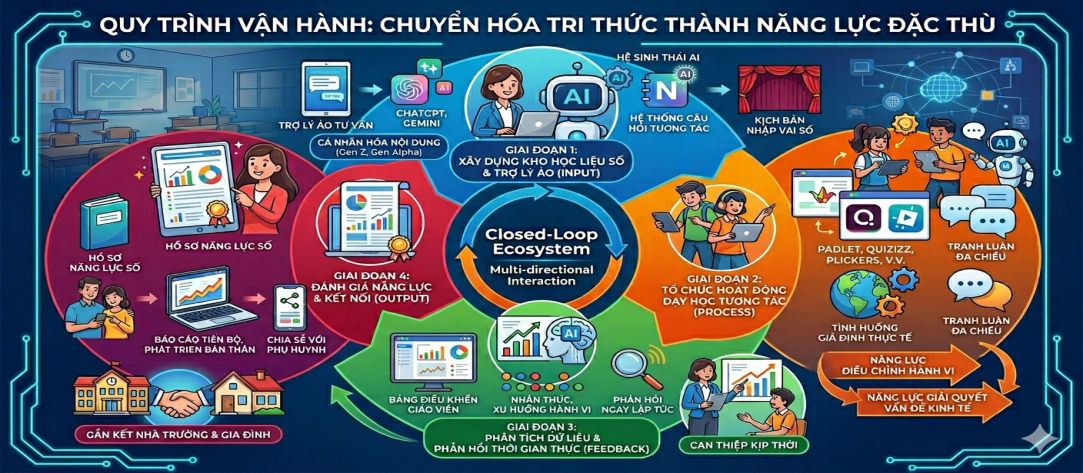 QUY TRÌNH VẬN HÀNH: CHUYỂN HÓA TRI THỨC THÀNH NĂNG LỰC ĐẶC THÙ
TRỢ LÝ ẢO TƯ VẤN
CHATCPT,
GEMINI
AI
CÁ NHÂN HÓA NỘI DUNG
(Gen Z, Gen Alpha)
AI
HỆ SINH THÁI AI
AI
N
AI
HỆ THỐNG CÂU
HỎI TƯƠNG TÁC
KỊCH BẢN
NHẬP VAI SỐ
GIAI ĐOẠN 1:
XÂY DỰNG KHO HỌC LIỆU SỐ
& TRỢ LÝ ẢO (INPUT)
Closed-Loop
Ecosystem
Multi-directional
Interaction
GIAI ĐOẠN 2:
TỔ CHỨC HOẠT ĐỘNG
DẠY HỌC TƯƠNG TÁC
(PROCESS)
AI
PADLET, QUIZIZZ,
PLICKERS, V.V.
TRANH LUẬN
ĐA CHIỀU
TÌNH HUỐNG
GIẢ ĐỊNH THỰC TẾ
TRANH LUẬN
ĐA CHIỀU
NĂNG LỰC
ĐIỀU CHỈNH HÀNH VI
NĂNG LỰC GIẢI QUYẾT
VẤN ĐỀ KINH TẾ
AI
BẢNG ĐIỀU KHIỂN
GIÁO VIÊN
NHẬN THỨC,
XU HƯỚNG HÀNH VI
PHẢN HỒI
NGAY LẬP TỨC
GIAI ĐOẠN 3:
PHÂN TÍCH DỮ LIỆU &
PHẢN HỒI THỜI GIAN THỰC (FEEDBACK)
CAN THIỆP KỊP THỜI
GIAI ĐOẠN 4:
ĐÁNH GIÁ NĂNG LỰC
& KẾT NỐI (OUTPUT)
HỒ SƠ NĂNG LỰC SỐ
HỒ SƠ
NĂNG LỰC SỐ
BÁO CÁO TIẾN BỘ,
PHÁT TRIEN BẢN THÂN
CHIA SẺ VỚI
PHỤ HUYNH
GẮN KẾT NHÀ TRƯỜNG & GIA ĐÌNH